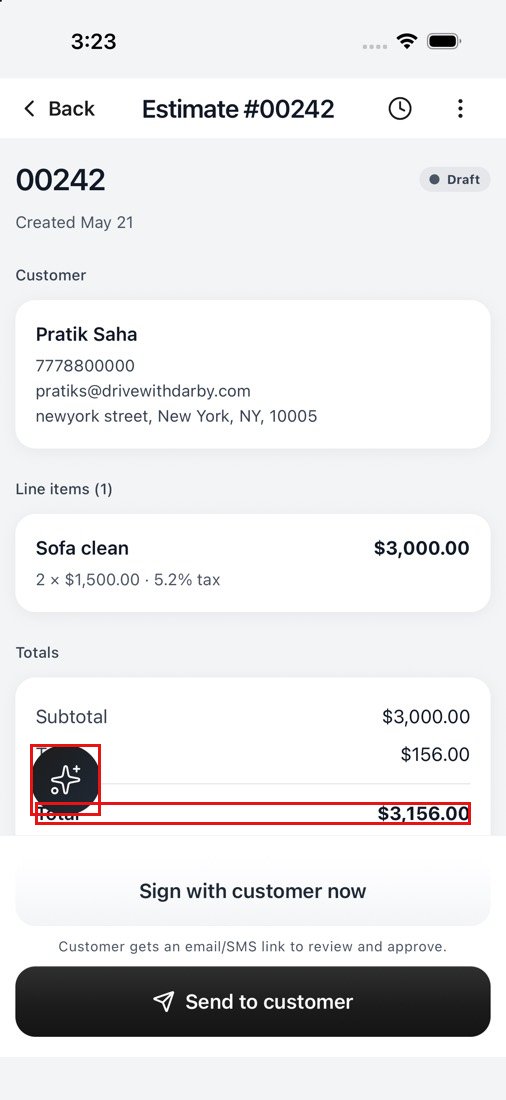 3:23
Back
Estimate #00242
00242
Draft
Created May 21
Customer
Pratik Saha
7778800000
pratiks@drivewithdarby.com
newyork street, New York, NY, 10005
Line items (1)
Sofa clean
$3,000.00
2 × $1,500.00 · 5.2% tax
Totals
Subtotal
$3,000.00
$156.00
Total
$3,156.00
Sign with customer now
Customer gets an email/SMS link to review and approve.
Send to customer